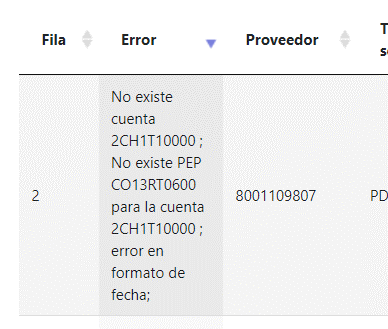 Fila Error Proveedor T
s
No existe
cuenta
2CH1T10000 ;
No existe PEP
CO13RT0600
2 para la cuenta 8001109807 PD
2CH1T10000 ;
error en
formato de
fecha;